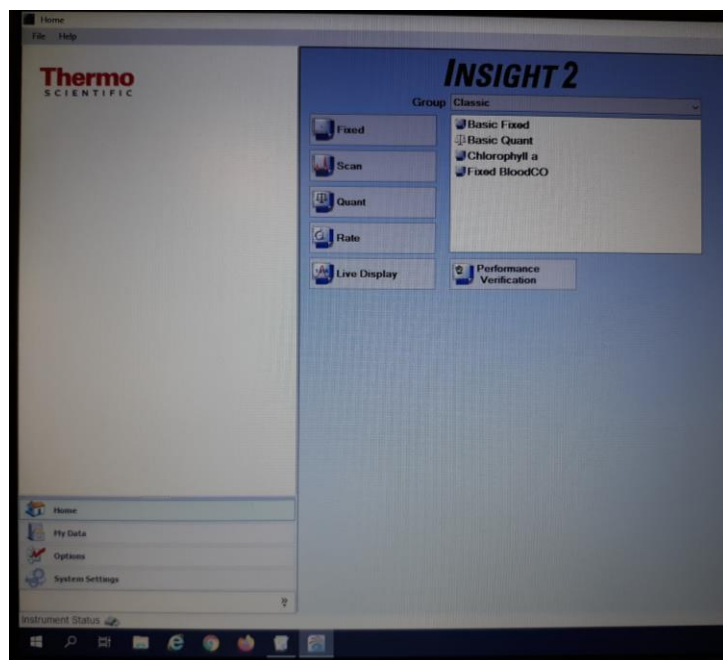 Home
File Help
Thermo
SCIENTIFIC
INSIGHT 2
Group Classic
Fixed
Scan
Quant
Rate
Live Display
Basic Fixed
Basic Quant
Chlorophyll a
Fixed BloodCO
Performance
Verification
Home
My Data
Options
System Settings
Instrument Status